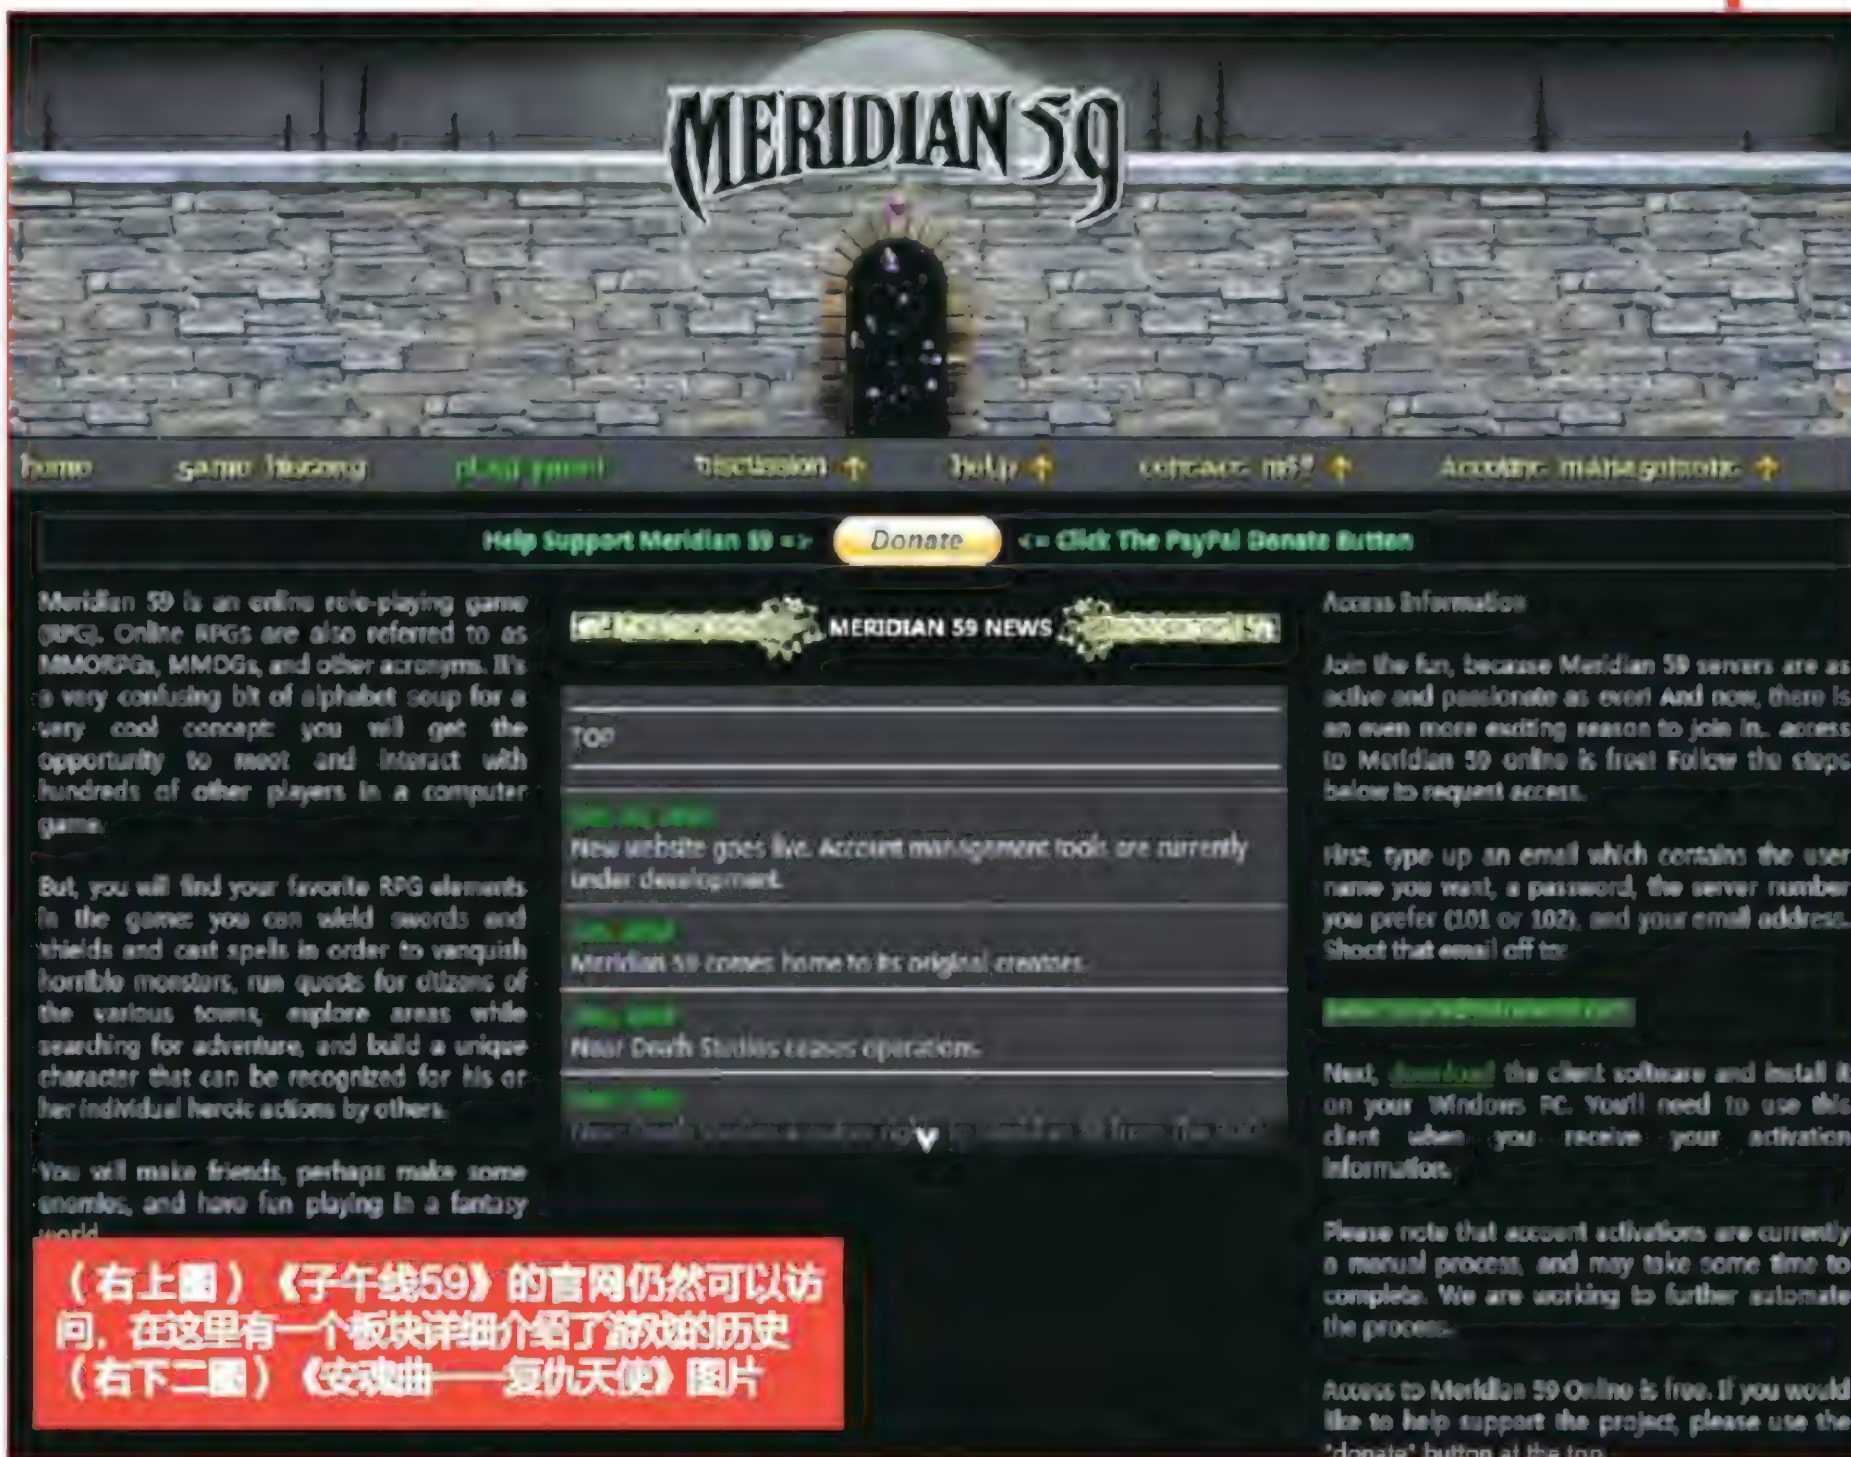 MERIDIAN 59
home
game history
play game!
discussion
help
contact m59
Account management
Help Support Meridian 59 =>
Donate
<= Click The PayPal Donate Button
Meridian 59 is an online role-playing game
(RPG). Online RPGs are also referred to as
MMORPGs, MMOGs, and other acronyms. It's
a very confusing bit of alphabet soup for a
very cool concept: you will get the
opportunity to meet and interact with
hundreds of other players in a computer
game.
But, you will find your favorite RPG elements
in the game: you can wield swords and
shields and cast spells in order to vanquish
horrible monsters, run quests for citizens of
the various towns, explore areas while
searching for adventure, and build a unique
character that can be recognized for his or
her individual heroic actions by others.
You will make friends, perhaps make some
enemies, and have fun playing in a fantasy
world.
MERIDIAN 59 NEWS
TOP
New website goes live. Account management tools are currently
under development.
Meridian 59 comes home to its original creators.
Near Death Studios ceases operations.
Access Information
Join the fun, because Meridian 59 servers are as
active and passionate as ever! And now, there is
an even more exciting reason to join in.. access
to Meridian 59 online is free! Follow the steps
below to request access.
First, type up an email which contains the user
name you want, a password, the server number
you prefer (101 or 102), and your email address.
Shoot that email off to:
Next, download the client software and install it
on your Windows PC. You'll need to use this
client when you receive your activation
information.
Please note that account activations are currently
a manual process, and may take some time to
complete. We are working to further automate
the process.
Access to Meridian 59 Online is free. If you would
like to help support the project, please use the
"donate" button at the top
（右上图）《子午线59》的官网仍然可以访
问，在这里有一个板块详细介绍了游戏的历史
（右下二图）《安魂曲——复仇天使》图片